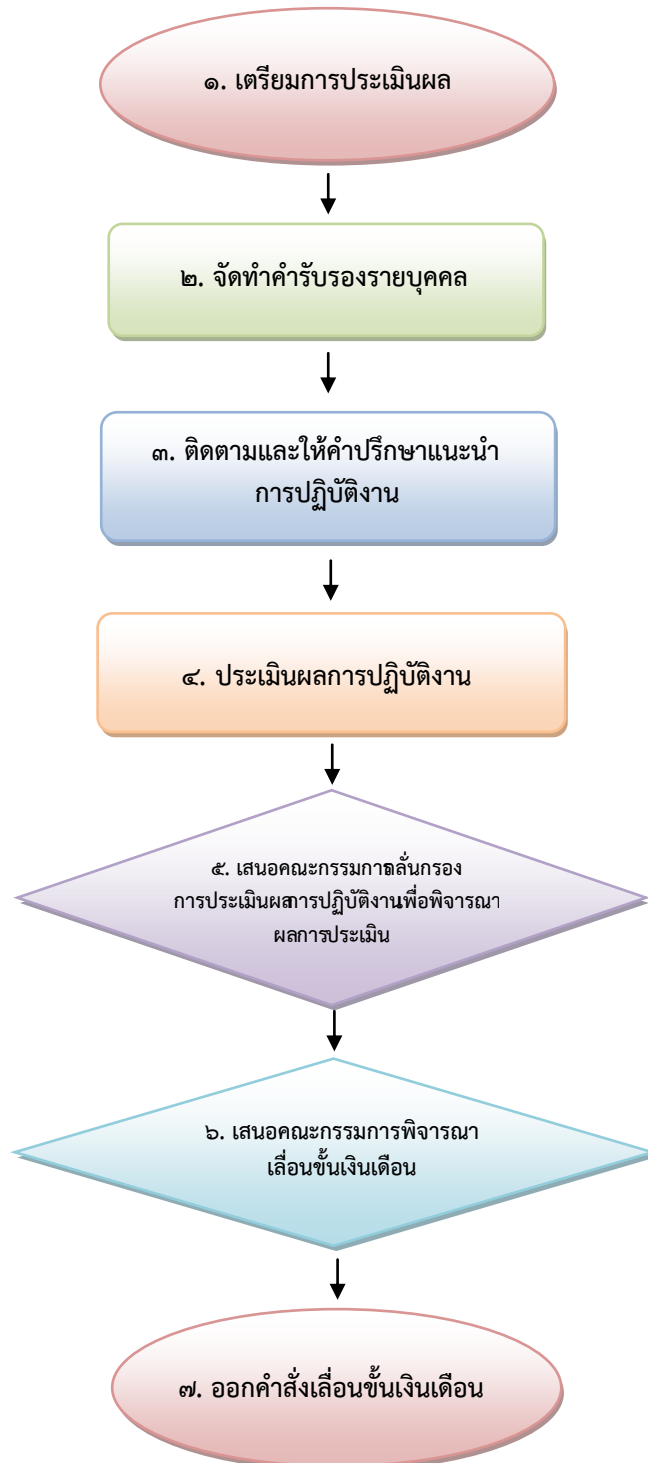 ๑. เตรียมการประเมินผล
๒. จัดทำคำรับรองรายบุคคล
๓. ติดตามและให้คำปรึกษาแนะนำ
การปฏิบัติงาน
๔. ประเมินผลการปฏิบัติงาน
๕. เสนอคณะกรรมการกลั่นกรอง
การประเมินผลการปฏิบัติงานเพื่อพิจารณา
ผลการประเมิน
๖. เสนอคณะกรรมการพิจารณา
เลื่อนขั้นเงินเดือน
๗. ออกคำสั่งเลื่อนขั้นเงินเดือน